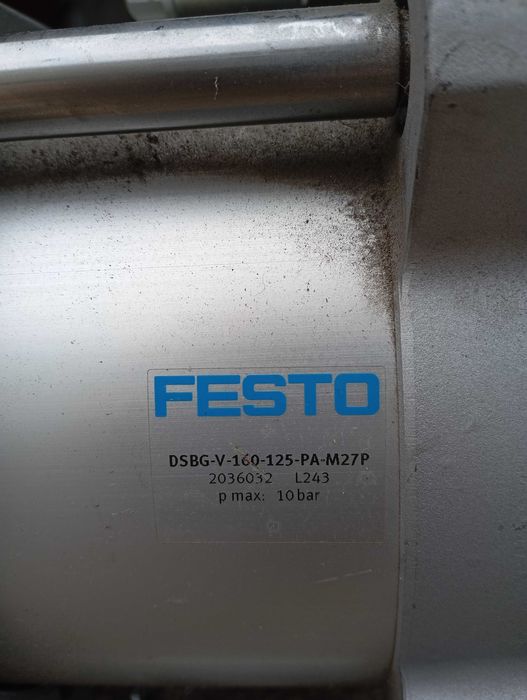 FESTO
DSBG-V-160-125-PA-M27P
2036032 L243
p max: 10 bar